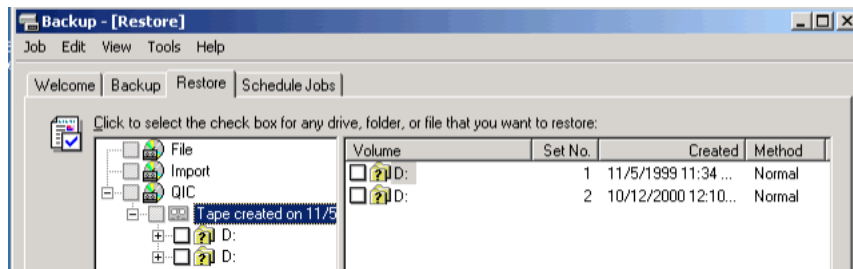 Backup - [Restore]
Job Edit View Tools Help
Welcome Backup Restore Schedule Jobs
Click to select the check box for any drive, folder, or file that you want to restore:
File
Import
QIC
Tape created on 11/5
D:
D:
Volume Set No. Created Method
D: 1 11/5/1999 11:34 ... Normal
D: 2 10/12/2000 12:10... Normal